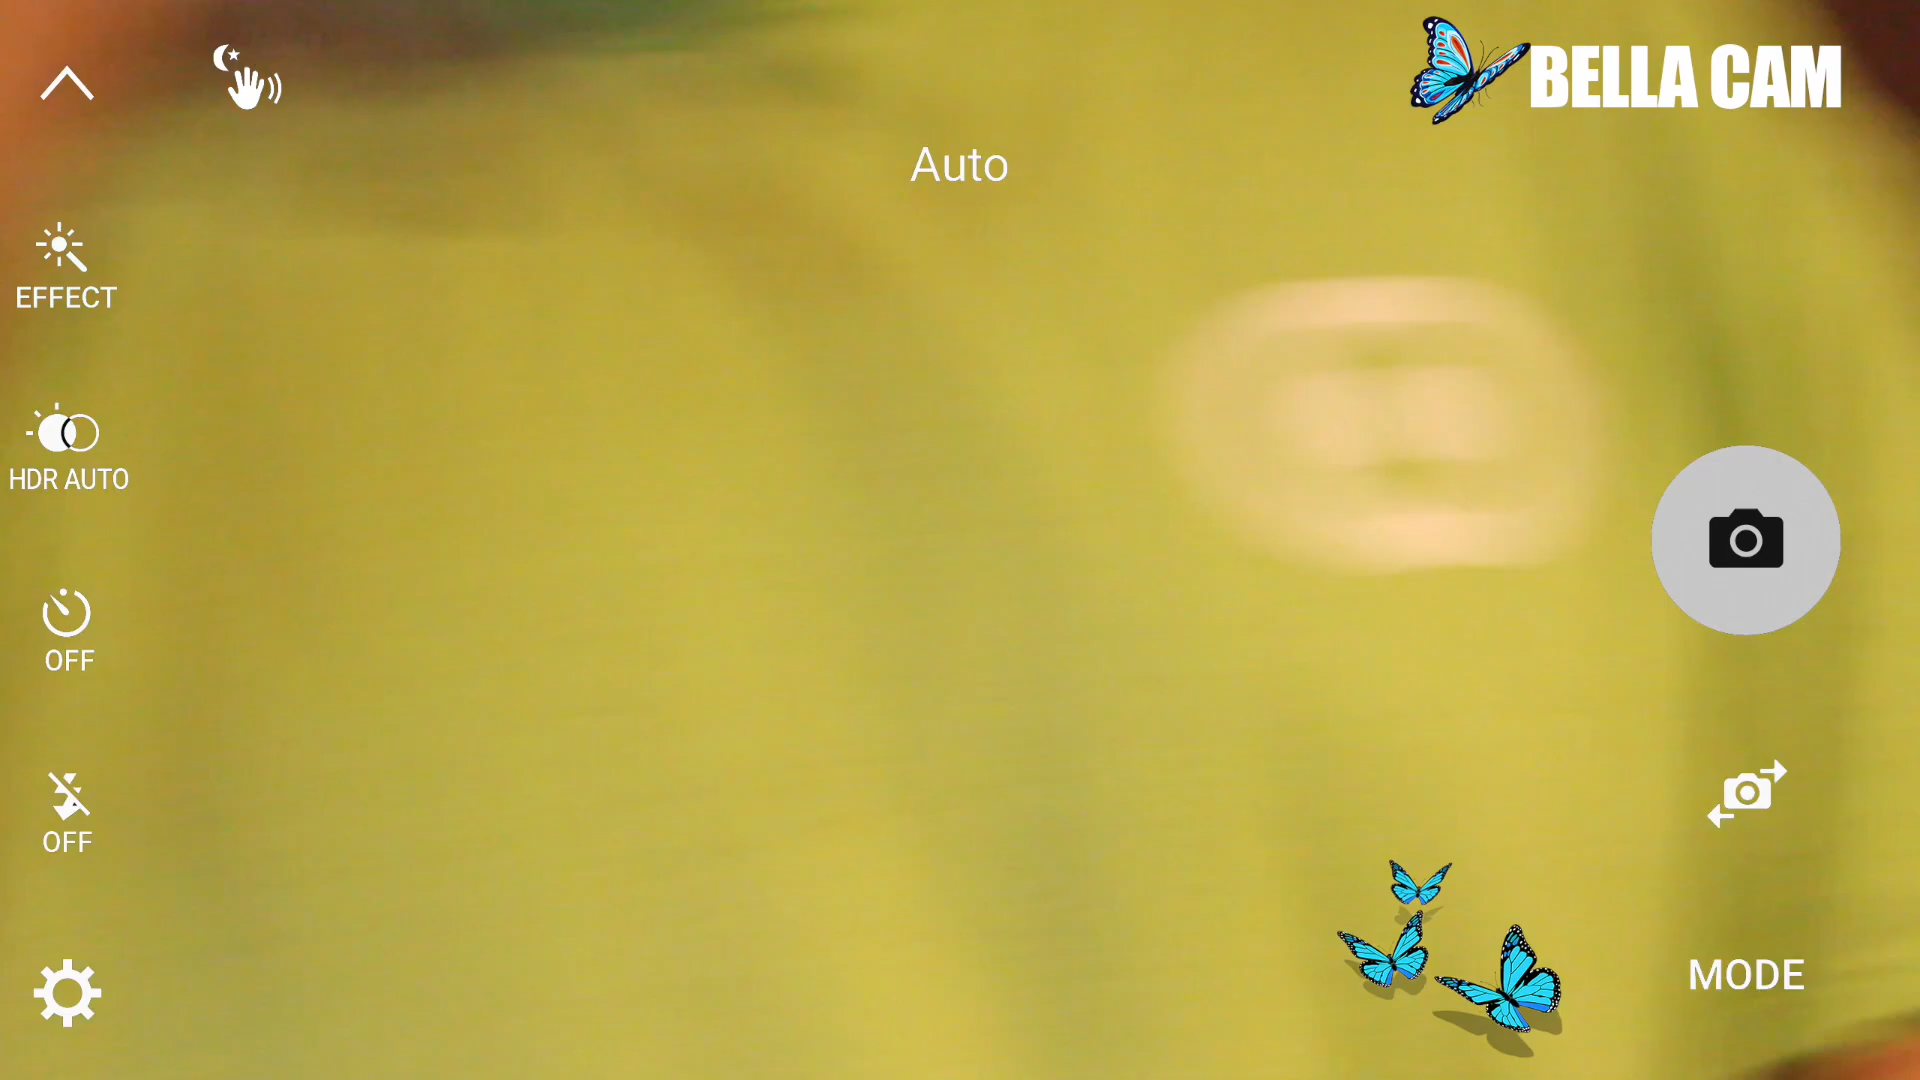 BELLA CAM
Auto
EFFECT
HDR AUTO
OFF
OFF
MODE